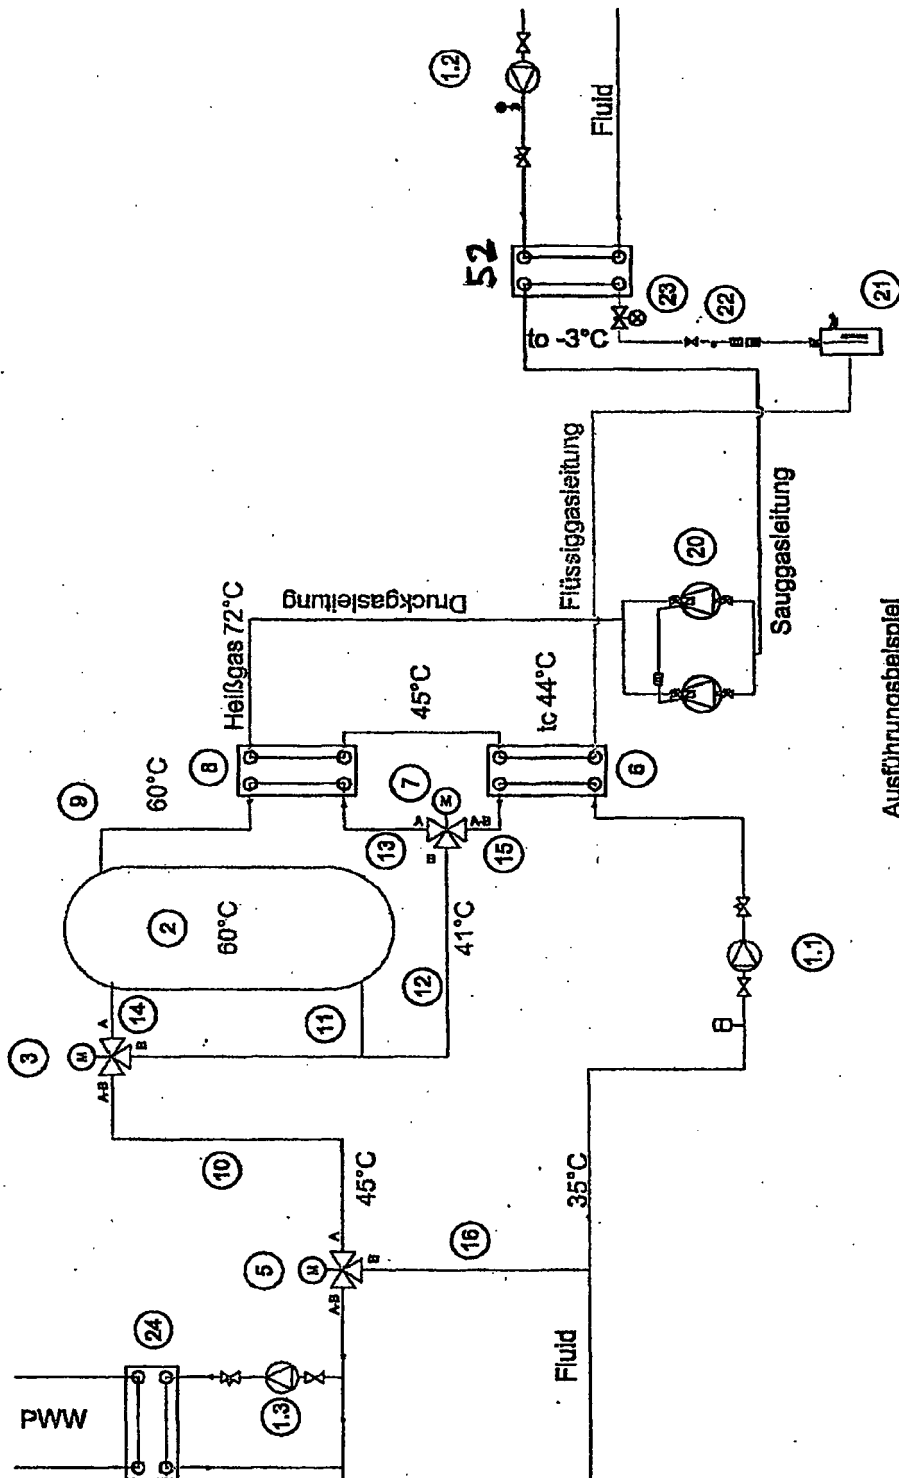 1.2
Fluid
52
23
22
21
to -3°C
Flüssiggasleitung
Sauggasleitung
20
Druckgasleitung
Heißgas 72°C
45°C
tc 44°C
8
6
9
60°C
7
M
A
B
A-B
13
15
2
60°C
41°C
12
14
11
3
M
A
B
A-B
10
1.1
45°C
35°C
5
M
A
B
A-B
16
24
1.3
PWW
Fluid
Ausführungsbeispiel